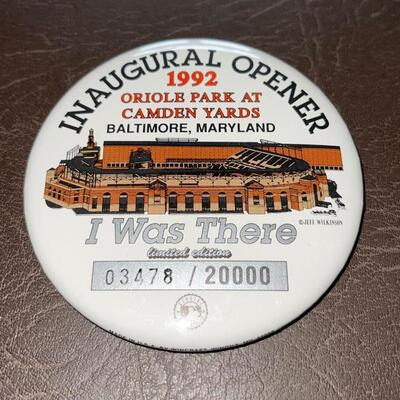 INAUGURAL OPENER
1992
ORIOLE PARK AT
CAMDEN YARDS
BALTIMORE, MARYLAND
©JEFF WILKINSON
I Was There
limited edition
03478 / 20000